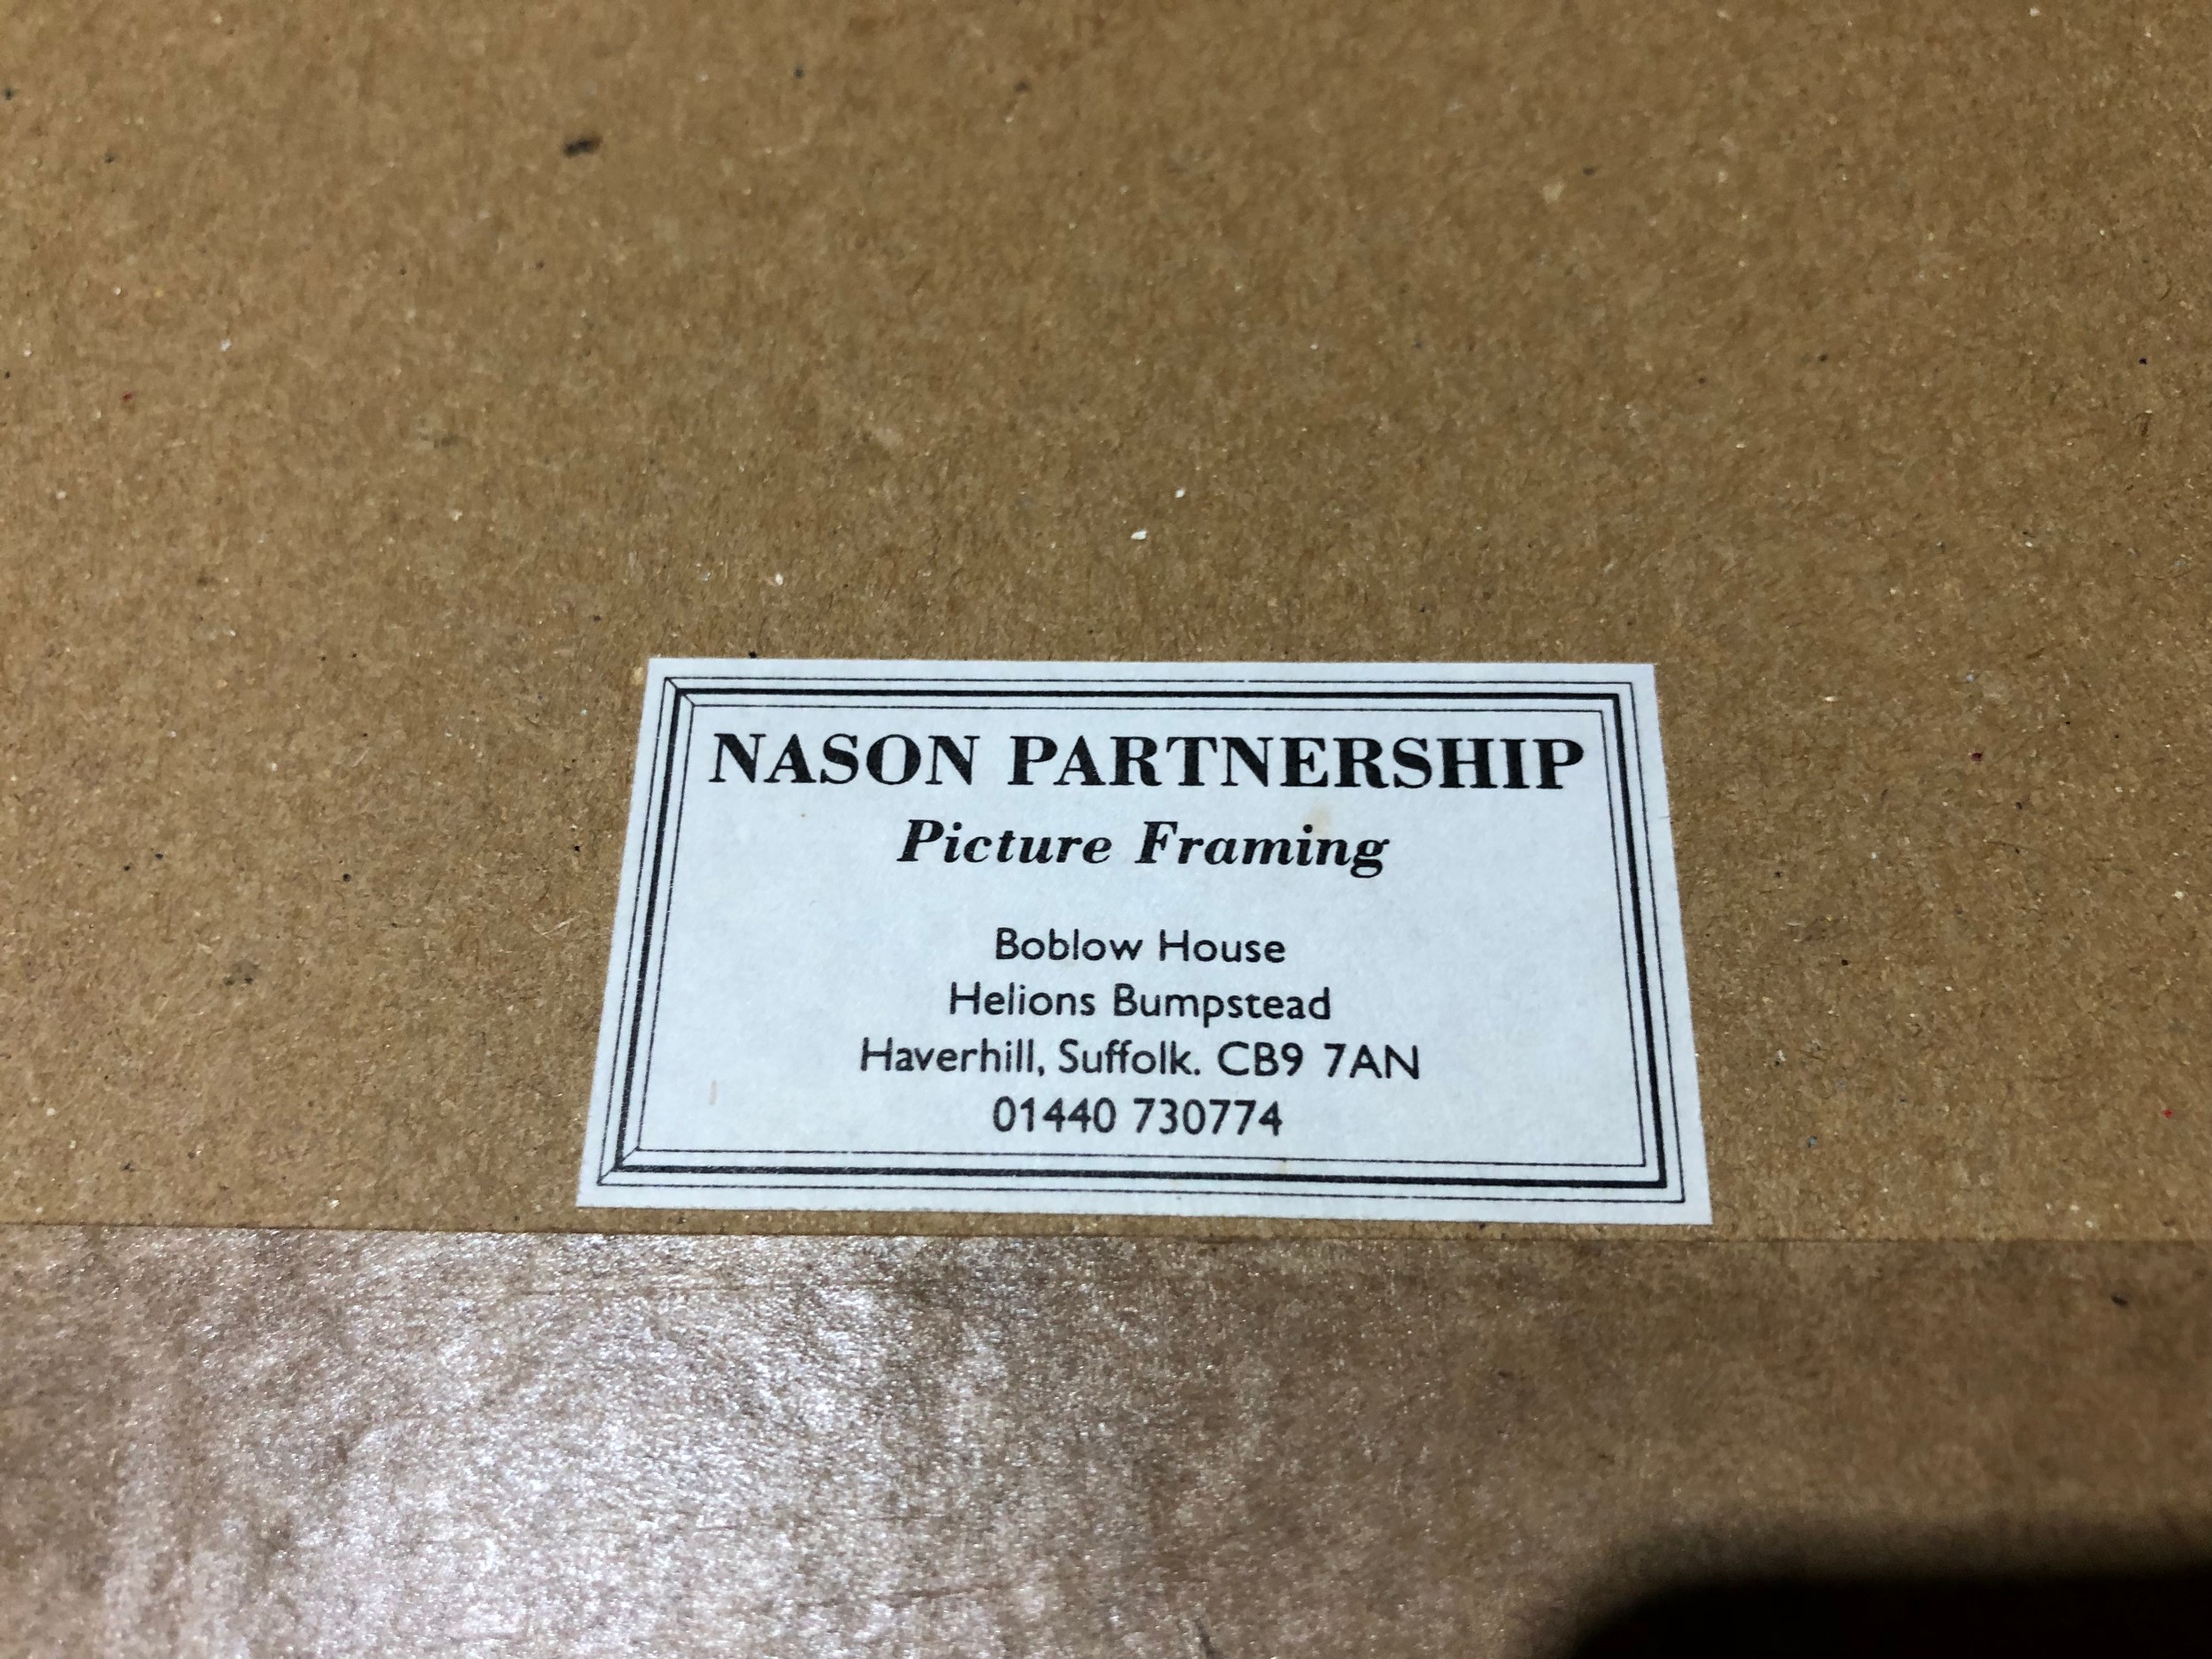 NASON PARTNERSHIP
Picture Framing
Boblow House
Helions Bumpstead
Haverhill, Suffolk. CB9 7AN
01440 730774